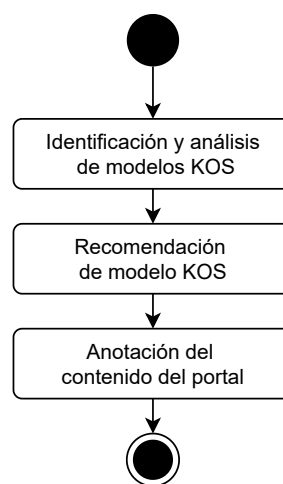 Identificación y análisis
de modelos KOS
Recomendación
de modelo KOS
Anotación del
contenido del portal